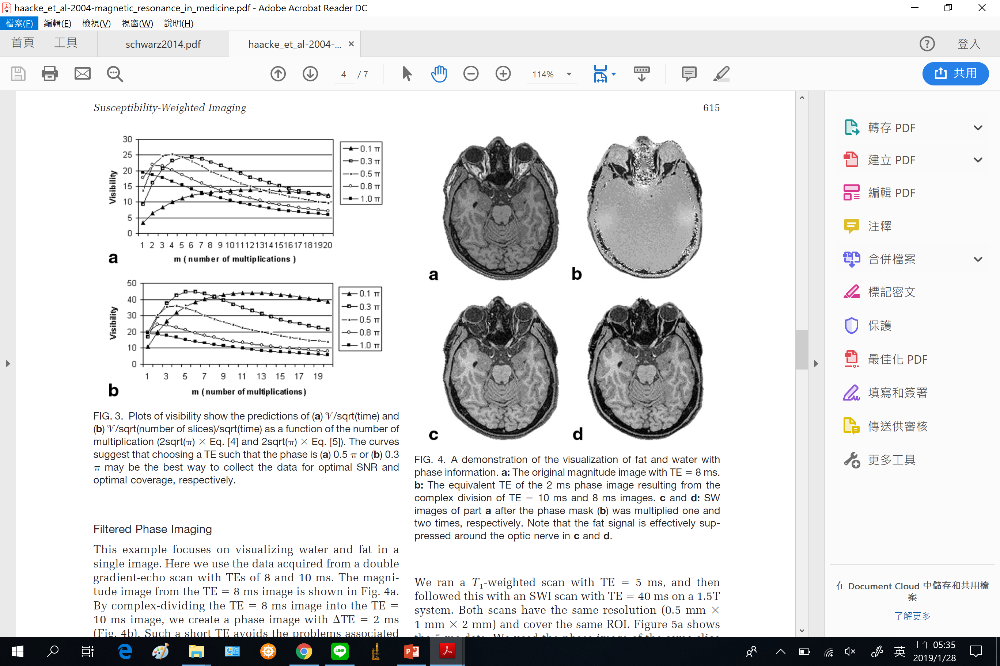 haacke_et_al-2004-magnetic_resonance_in_medicine.pdf - Adobe Acrobat Reader DC
檔案(F) 編輯(E) 檢視(V) 視窗(W) 說明(H)
首頁 工具 schwarz2014.pdf haacke_et_al-2004-... ×
登入
4 / 7 114%
共用
Susceptibility-Weighted Imaging 615
30
25
20
15
10
5
0
Visibility
1 2 3 4 5 6 7 8 9 10 11 12 13 14 15 16 17 18 19 20
m ( number of multiplications )
0.1 π
0.3 π
0.5 π
0.8 π
1.0 π
a
50
40
30
20
10
0
Visibility
1 3 5 7 9 11 13 15 17 19
m ( number of multiplications)
0.1 π
0.3 π
0.5 π
0.8 π
1.0 π
b
FIG. 3. Plots of visibility show the predictions of (a) 𝒱/sqrt(time) and
(b) 𝒱/sqrt(number of slices)/sqrt(time) as a function of the number of
multiplication (2sqrt(π) × Eq. [4] and 2sqrt(π) × Eq. [5]). The curves
suggest that choosing a TE such that the phase is (a) 0.5 π or (b) 0.3
π may be the best way to collect the data for optimal SNR and
optimal coverage, respectively.
Filtered Phase Imaging
This example focuses on visualizing water and fat in a
single image. Here we use the data acquired from a double
gradient-echo scan with TEs of 8 and 10 ms. The magni-
tude image from the TE = 8 ms image is shown in Fig. 4a.
By complex-dividing the TE = 8 ms image into the TE =
10 ms image, we create a phase image with ΔTE = 2 ms
(Fig. 4b). Such a short TE avoids the problems associated
a b
c d
FIG. 4. A demonstration of the visualization of fat and water with
phase information. a: The original magnitude image with TE = 8 ms.
b: The equivalent TE of the 2 ms phase image resulting from the
complex division of TE = 10 ms and 8 ms images. c and d: SW
images of part a after the phase mask (b) was multiplied one and
two times, respectively. Note that the fat signal is effectively sup-
pressed around the optic nerve in c and d.
We ran a T1-weighted scan with TE = 5 ms, and then
followed this with an SWI scan with TE = 40 ms on a 1.5T
system. Both scans have the same resolution (0.5 mm ×
1 mm × 2 mm) and cover the same ROI. Figure 5a shows
轉存 PDF
建立 PDF
編輯 PDF
注釋
合併檔案
標記密文
保護
最佳化 PDF
填寫和簽署
傳送供審核
更多工具
在 Document Cloud 中儲存和共用檔
案
了解更多
LINE
英
上午 05:35
2019/1/28